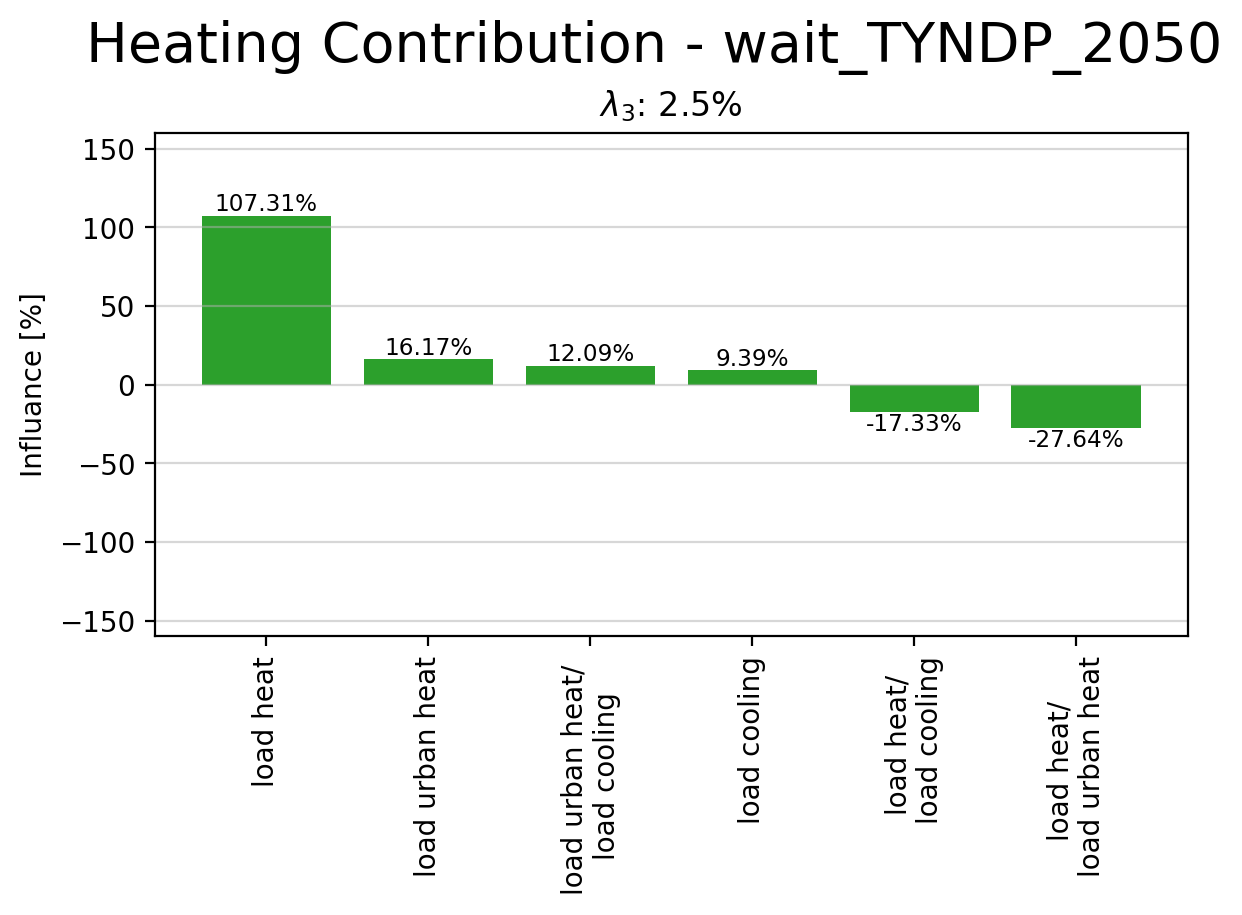 Heating Contribution - wait_TYNDP_2050
λ₃: 2.5%
Influance [%]
150
100
50
0
−50
−100
−150
107.31%
16.17%
12.09%
9.39%
-17.33%
-27.64%
load heat
load urban heat
load urban heat/
load cooling
load cooling
load heat/
load cooling
load heat/
load urban heat